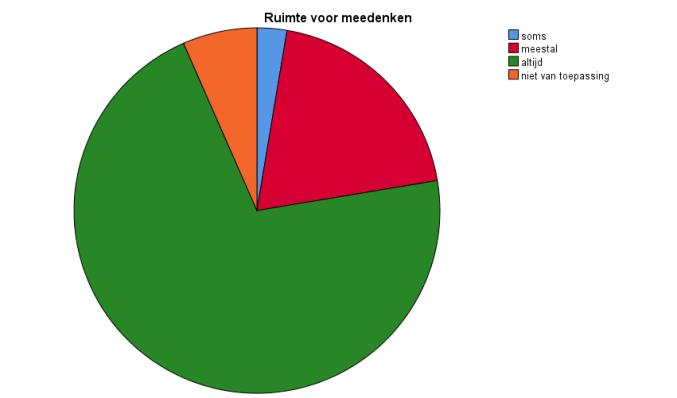 Ruimte voor meedenken
soms
meestal
altijd
niet van toepassing